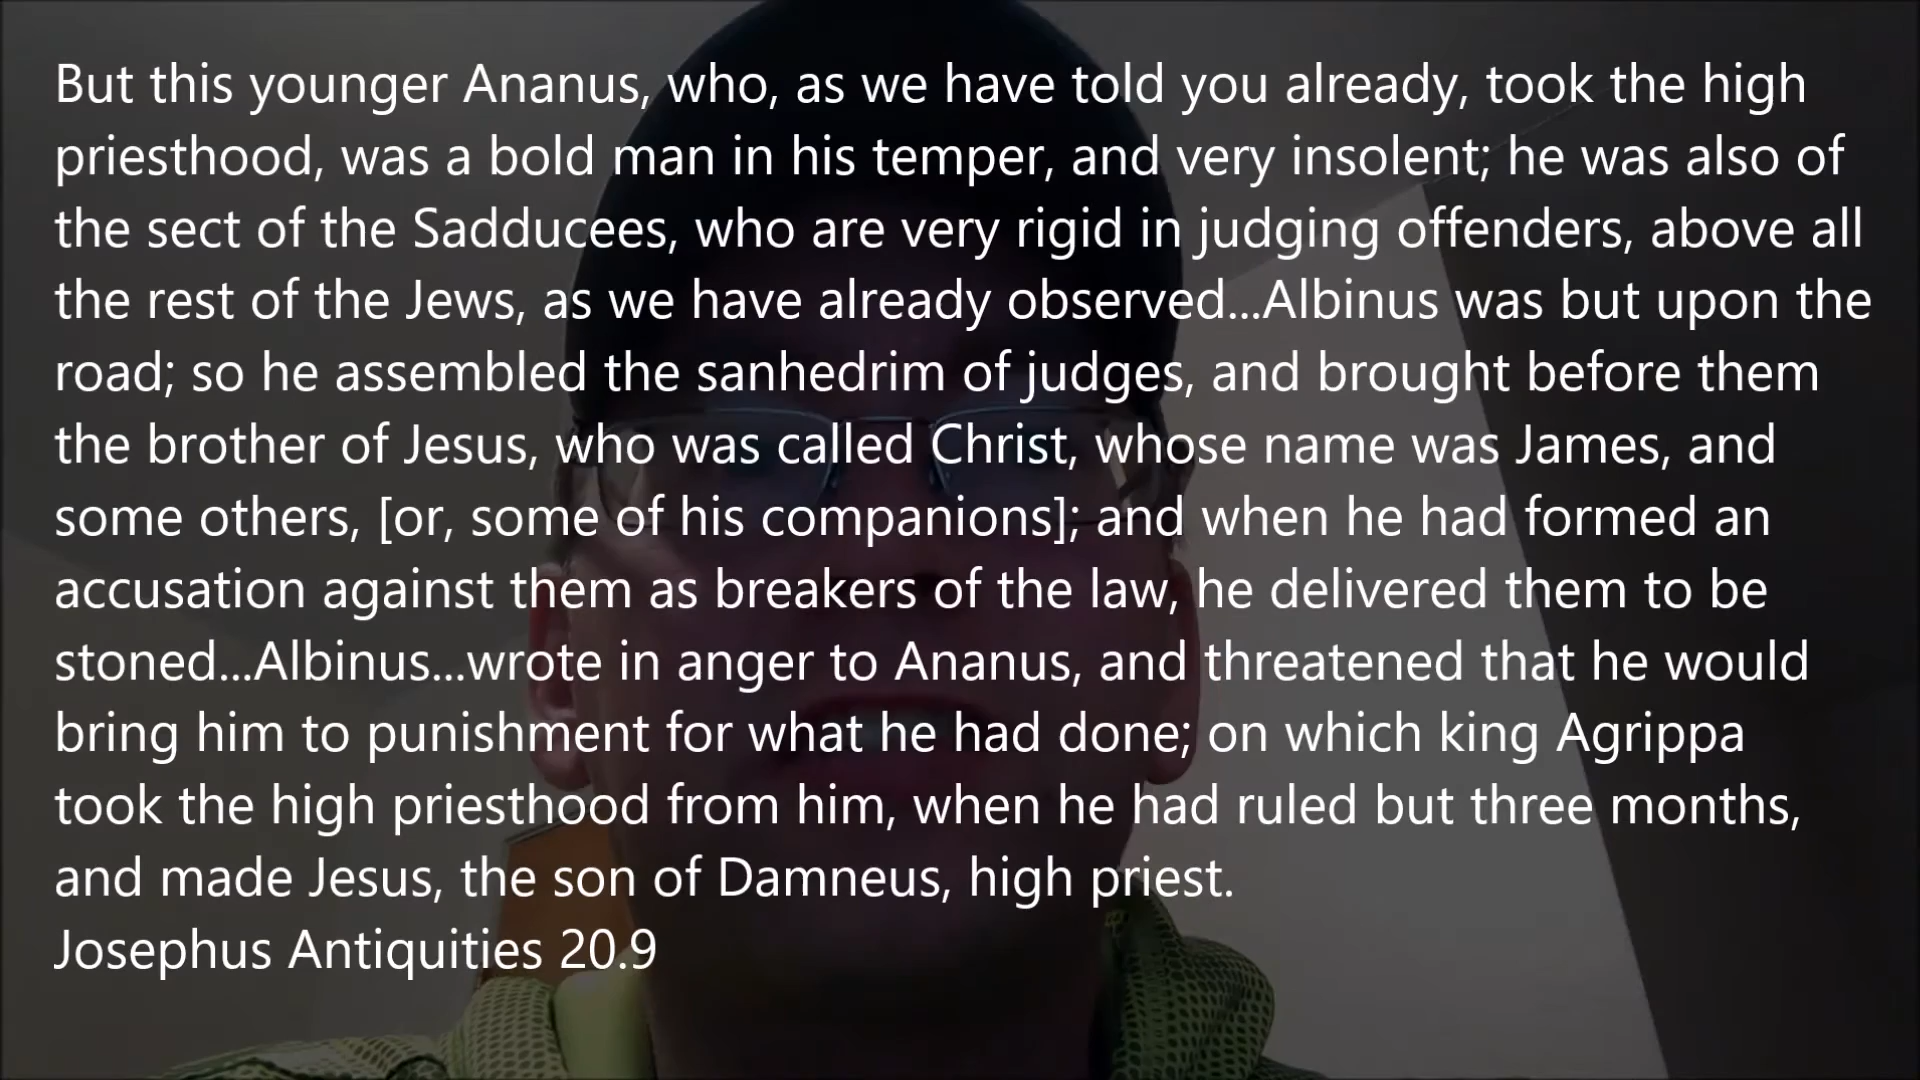 But this younger Ananus, who, as we have told you already, took the high
priesthood, was a bold man in his temper, and very insolent; he was also of
the sect of the Sadducees, who are very rigid in judging offenders, above all
the rest of the Jews, as we have already observed...Albinus was but upon the
road; so he assembled the sanhedrim of judges, and brought before them
the brother of Jesus, who was called Christ, whose name was James, and
some others, [or, some of his companions]; and when he had formed an
accusation against them as breakers of the law, he delivered them to be
stoned...Albinus...wrote in anger to Ananus, and threatened that he would
bring him to punishment for what he had done; on which king Agrippa
took the high priesthood from him, when he had ruled but three months,
and made Jesus, the son of Damneus, high priest.
Josephus Antiquities 20.9